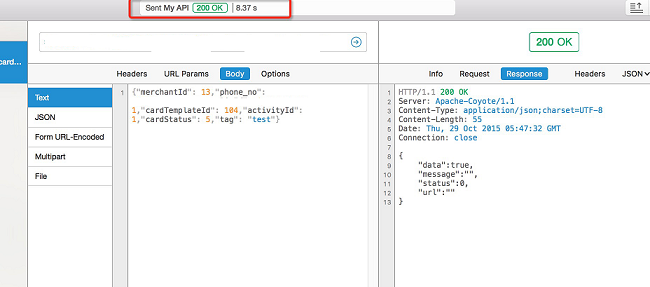 Sent My API 200 OK 8.37 s
200 OK
card...
Headers URL Params Body Options
Info Request Response Headers JSON
Text
JSON
Form URL-Encoded
Multipart
File
1 {"merchantId": 13,"phone_no":
1,"cardTemplateId": 104,"activityId":
1,"cardStatus": 5,"tag": "test"}
1 HTTP/1.1 200 OK
2 Server: Apache-Coyote/1.1
3 Content-Type: application/json;charset=UTF-8
4 Content-Length: 55
5 Date: Thu, 29 Oct 2015 05:47:32 GMT
6 Connection: close
7
8 {
9 "data":true,
10 "message":"",
11 "status":0,
12 "url":""
13 }